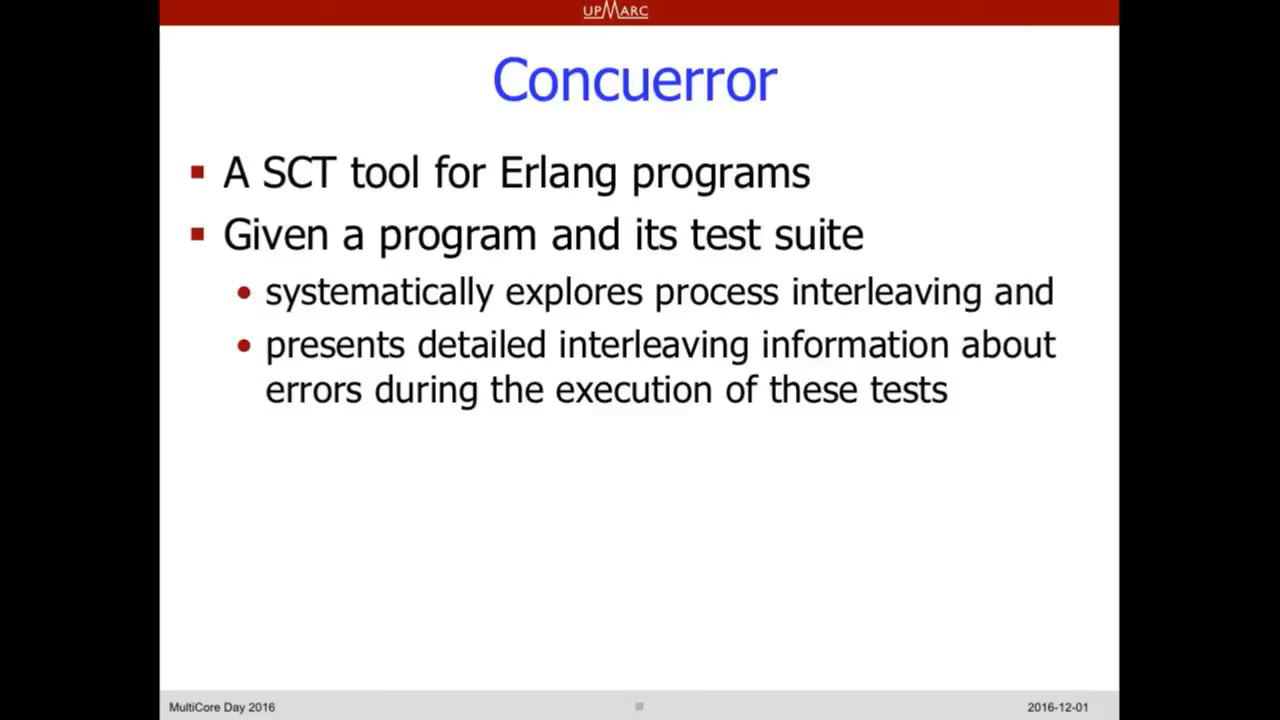 UPMARC
Concuerror
A SCT tool for Erlang programs
Given a program and its test suite
systematically explores process interleaving and
presents detailed interleaving information about
errors during the execution of these tests
MultiCore Day 2016
2016-12-01